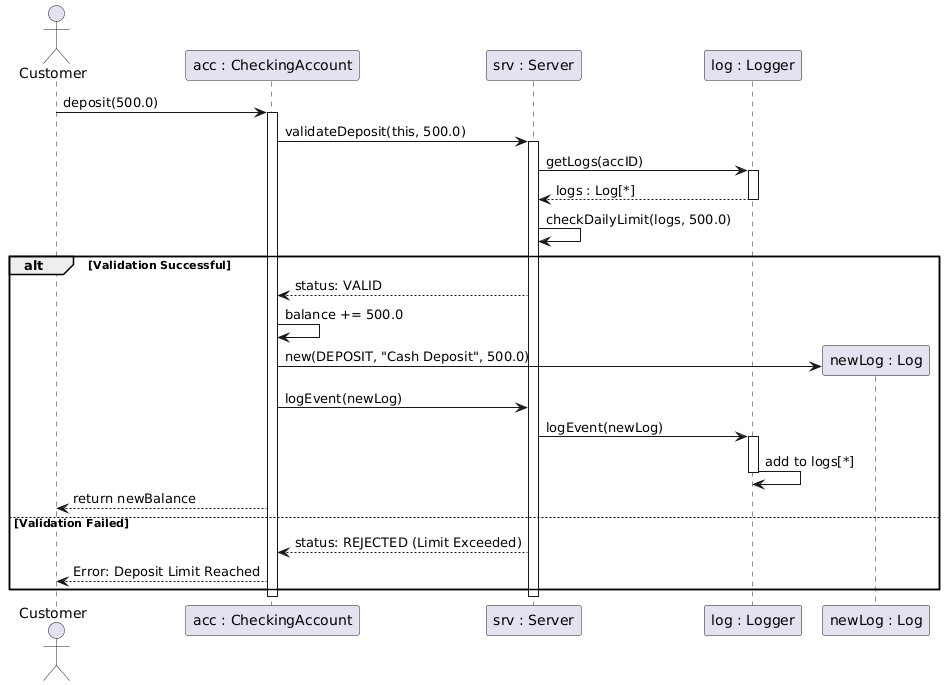 Customer
acc : CheckingAccount
srv : Server
log : Logger
deposit(500.0)
validateDeposit(this, 500.0)
getLogs(accID)
logs : Log[*]
checkDailyLimit(logs, 500.0)
alt
[Validation Successful]
status: VALID
balance += 500.0
new(DEPOSIT, "Cash Deposit", 500.0)
newLog : Log
logEvent(newLog)
logEvent(newLog)
add to logs[*]
return newBalance
[Validation Failed]
status: REJECTED (Limit Exceeded)
Error: Deposit Limit Reached
Customer
acc : CheckingAccount
srv : Server
log : Logger
newLog : Log